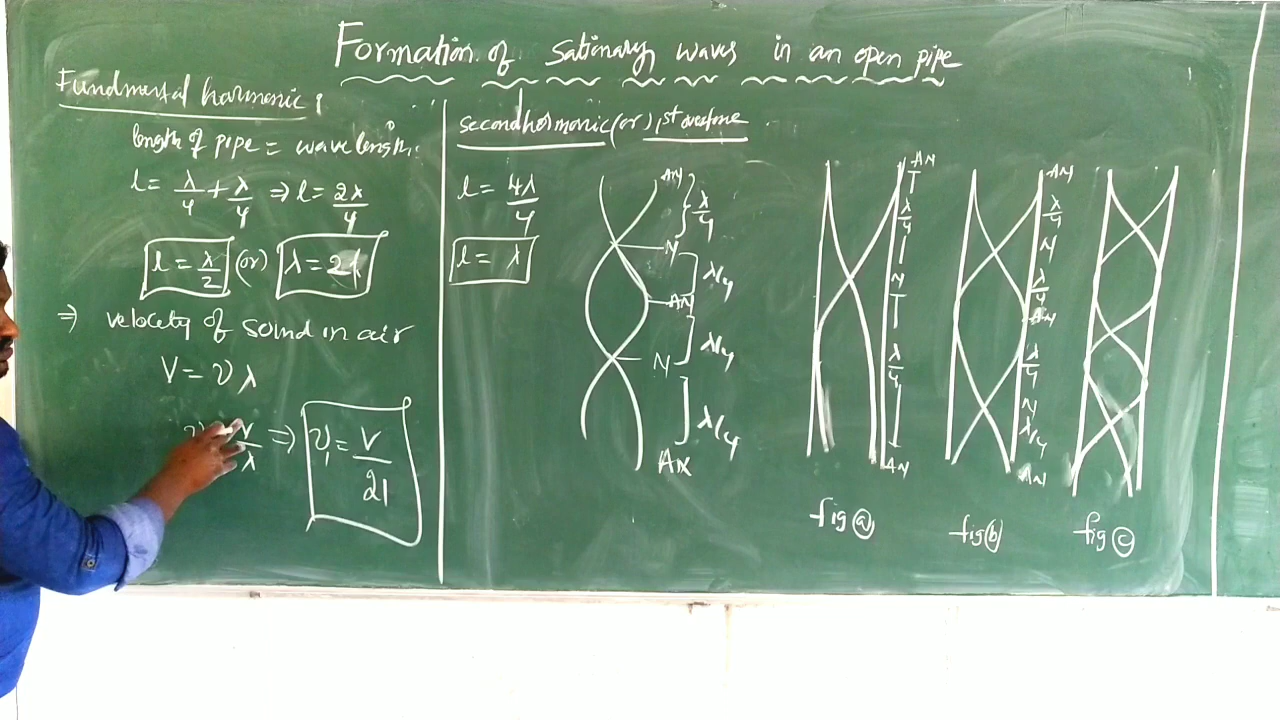 Formation of sationary waves in an open pipe
Fundmental harmonic;
length of pipe = wave length.
l = λ/4 + λ/4 ⇒ l = 2λ/4
l = λ/2 (or) λ = 2l
⇒ velocety of sound in air
V = υλ
V/λ ⇒ υ₁ = V/2l
second harmonic (or) 1st overtone
l = 4λ/4
l = λ
AN
λ/4
N
λ/4
AN
λ/4
N
λ/4
AN
AN
λ/4
N
λ/4
AN
fig (a)
AN
λ/4
N
λ/4
AN
λ/4
N
λ/4
AN
fig (b)
fig (c)